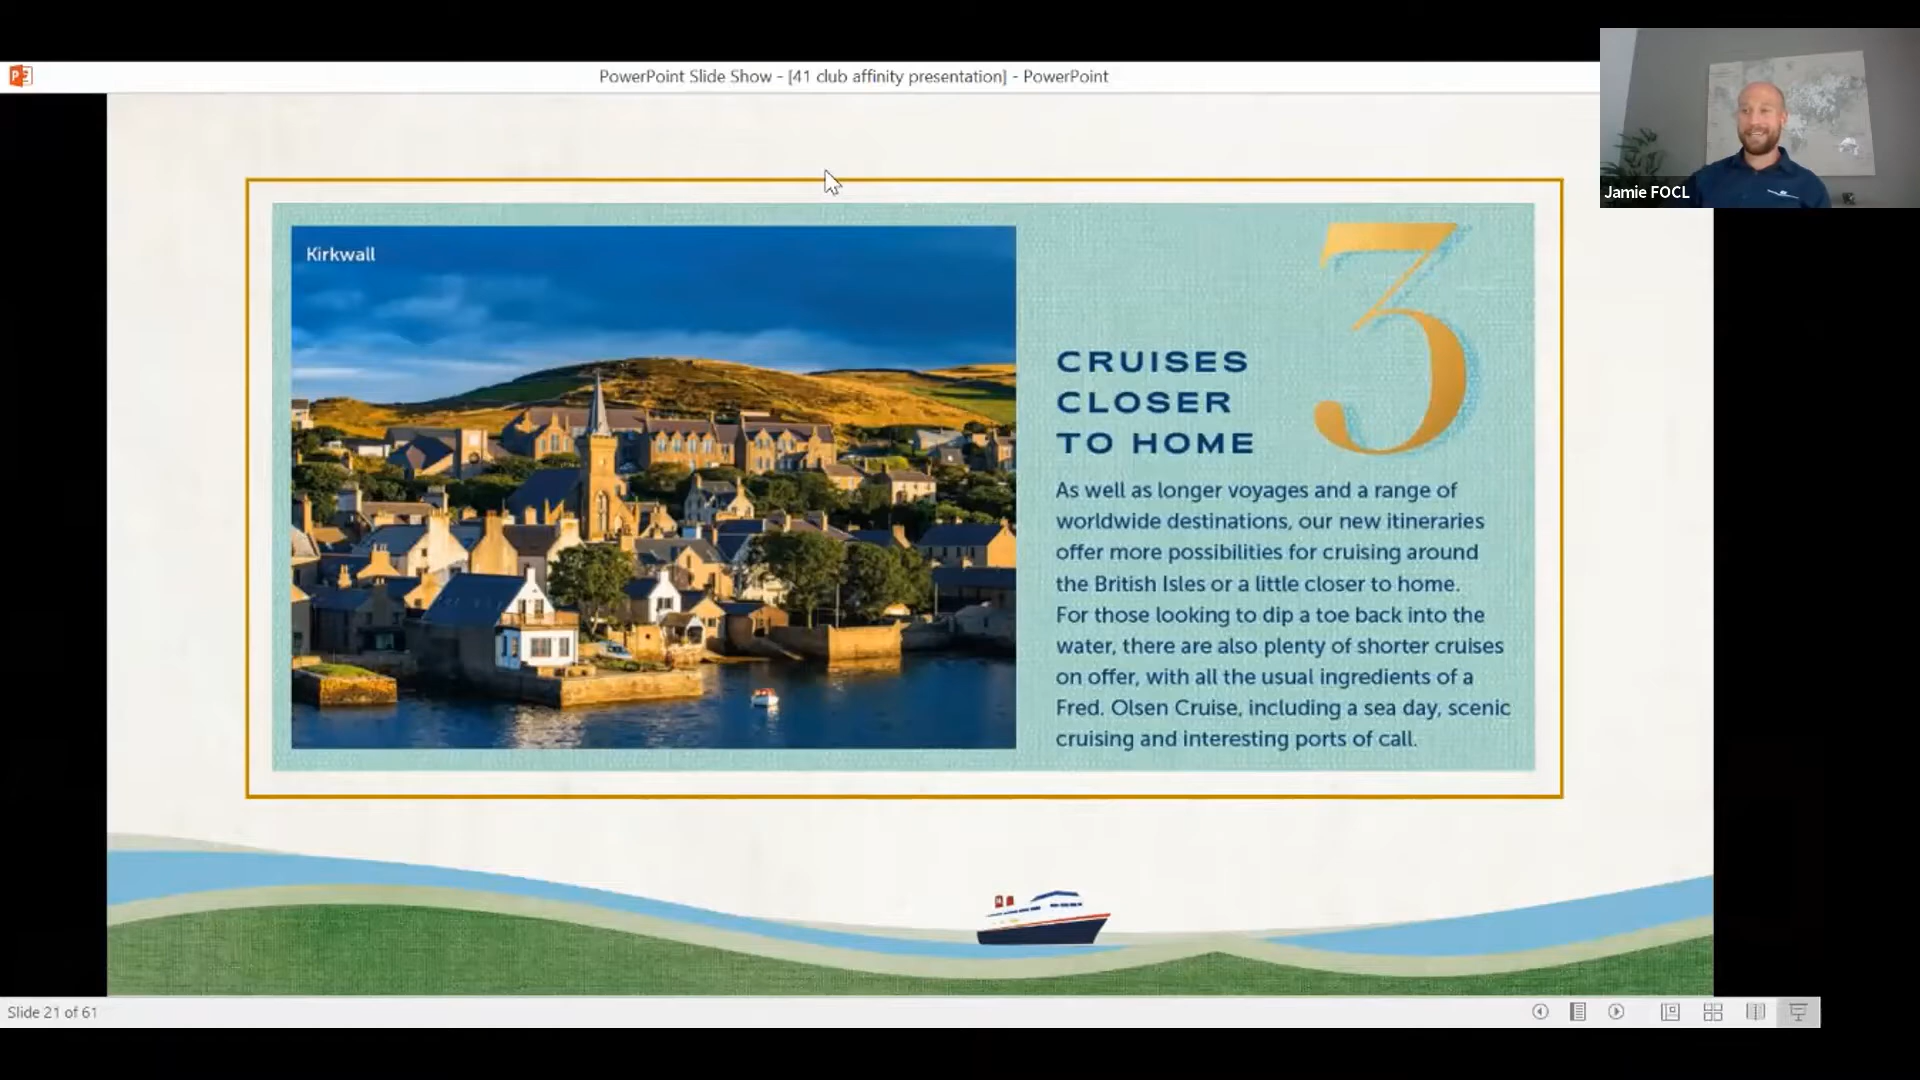 PowerPoint Slide Show - [41 club affinity presentation] - PowerPoint
Jamie FOCL
Kirkwall
3
CRUISES
CLOSER
TO HOME
As well as longer voyages and a range of
worldwide destinations, our new itineraries
offer more possibilities for cruising around
the British Isles or a little closer to home.
For those looking to dip a toe back into the
water, there are also plenty of shorter cruises
on offer, with all the usual ingredients of a
Fred. Olsen Cruise, including a sea day, scenic
cruising and interesting ports of call.
Slide 21 of 61